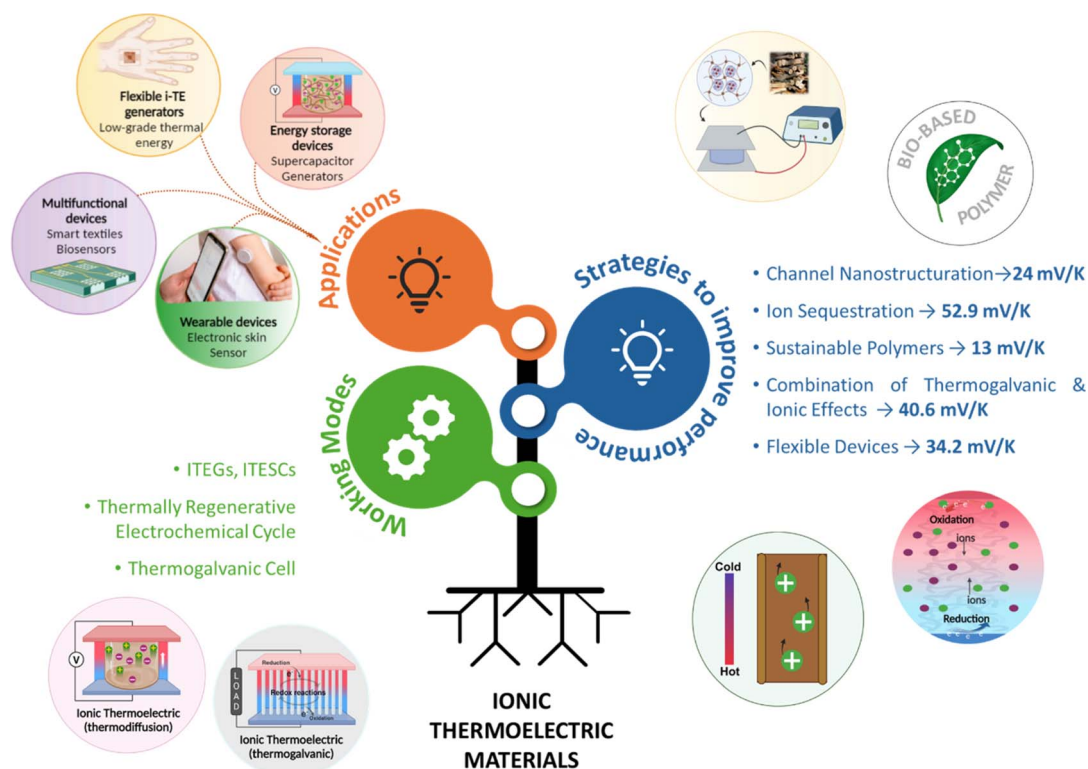 Flexible i-TE
generators
Low-grade thermal
energy
V
Energy storage
devices
Supercapacitor
Generators
Multifunctional
devices
Smart textiles
Biosensors
Wearable devices
Electronic skin
Sensor
Applications
Strategies to improve performance
Working Modes
BIO-BASED
POLYMER
• Channel Nanostructuration→24 mV/K
• Ion Sequestration → 52.9 mV/K
• Sustainable Polymers → 13 mV/K
• Combination of Thermogalvanic &
Ionic Effects → 40.6 mV/K
• Flexible Devices → 34.2 mV/K
• ITEGs, ITESCs
• Thermally Regenerative
Electrochemical Cycle
• Thermogalvanic Cell
V
Ionic Thermoelectric
(thermodiffusion)
LOAD
Reduction
e-
Redox reactions
e-
Oxidation
Ionic Thermoelectric
(thermogalvanic)
IONIC
THERMOELECTRIC
MATERIALS
Cold
Hot
Oxidation
ions
ions
Reduction